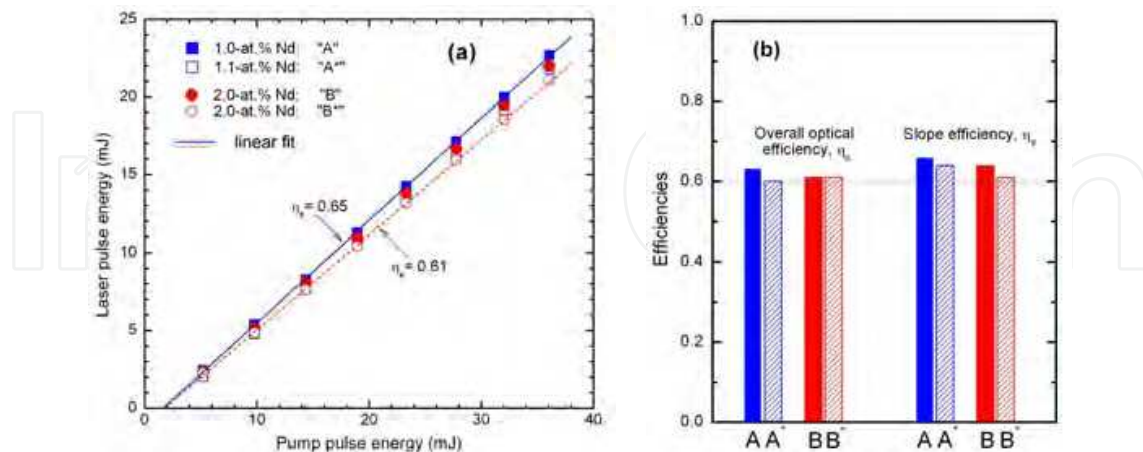 25
20
15
10
5
0
Laser pulse energy (mJ)
(a)
1.0-at.% Nd; "A"
1.1-at.% Nd; "A*"
2.0-at.% Nd; "B"
2.0-at.% Nd; "B*"
linear fit
ηs= 0.65
ηs= 0.61
0 10 20 30 40
Pump pulse energy (mJ)
1.0
0.8
0.6
0.4
0.2
0.0
Efficiencies
(b)
Overall optical
efficiency, ηo
Slope efficiency, ηs
A A* B B* A A* B B*